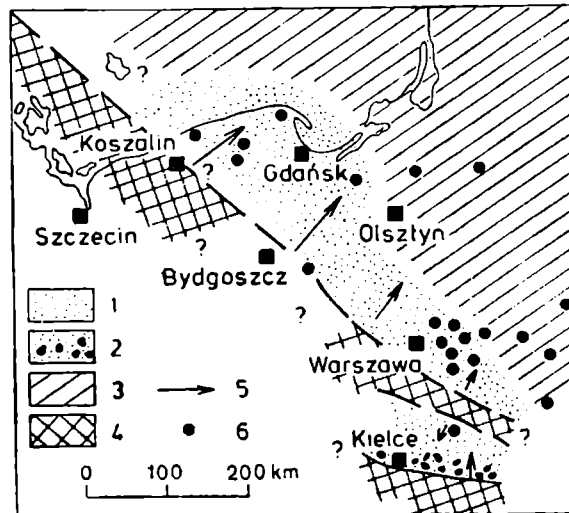 ?
Koszalin
?
Gdańsk
Szczecin
?
Olsztyn
Bydgoszcz
?
1
2
Warszawa
3
5
4
6
?
Kielce
?
0 100 200 km